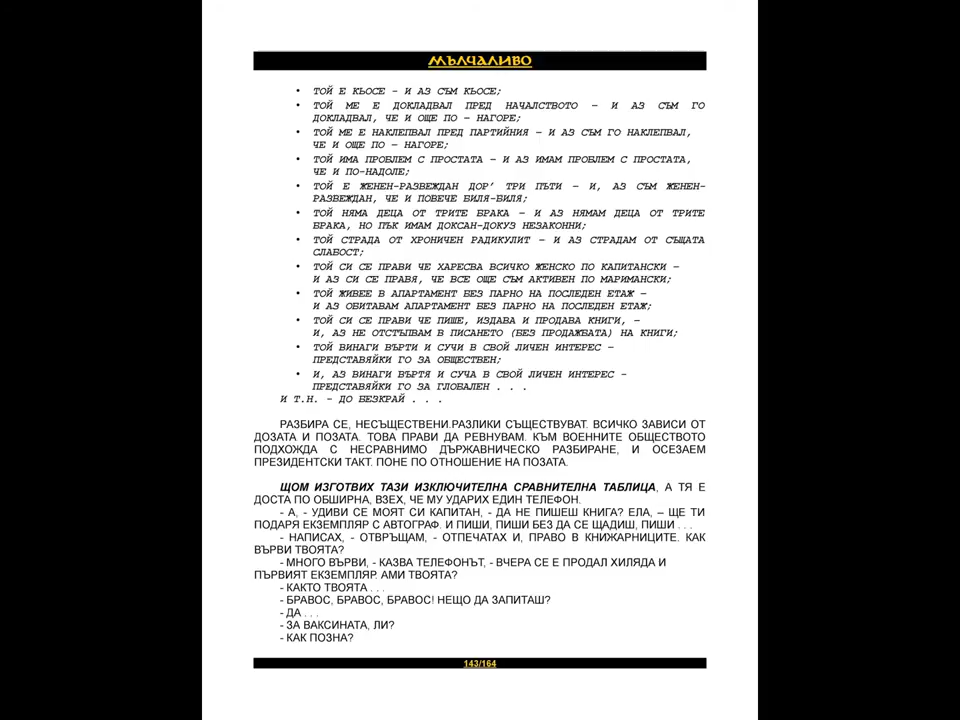 МЪЛЧАЛИВО
• ТОЙ Е КЬОСЕ - И АЗ СЪМ КЬОСЕ;
• ТОЙ МЕ Е ДОКЛАДВАЛ ПРЕД НАЧАЛСТВОТО – И АЗ СЪМ ГО
ДОКЛАДВАЛ, ЧЕ И ОЩЕ ПО – НАГОРЕ;
• ТОЙ МЕ Е НАКЛЕПВАЛ ПРЕД ПАРТИЙНИЯ – И АЗ СЪМ ГО НАКЛЕПВАЛ,
ЧЕ И ОЩЕ ПО – НАГОРЕ;
• ТОЙ ИМА ПРОБЛЕМ С ПРОСТАТА – И АЗ ИМАМ ПРОБЛЕМ С ПРОСТАТА,
ЧЕ И ПО-НАДОЛЕ;
• ТОЙ Е ЖЕНЕН-РАЗВЕЖДАН ДОР’ ТРИ ПЪТИ – И, АЗ СЪМ ЖЕНЕН-
РАЗВЕЖДАН, ЧЕ И ПОВЕЧЕ БИЛЯ-БИЛЯ;
• ТОЙ НЯМА ДЕЦА ОТ ТРИТЕ БРАКА – И АЗ НЯМАМ ДЕЦА ОТ ТРИТЕ
БРАКА, НО ПЪК ИМАМ ДОКСАН-ДОКУЗ НЕЗАКОННИ;
• ТОЙ СТРАДА ОТ ХРОНИЧЕН РАДИКУЛИТ – И АЗ СТРАДАМ ОТ СЪЩАТА
СЛАБОСТ;
• ТОЙ СИ СЕ ПРАВИ ЧЕ ХАРЕСВА ВСИЧКО ЖЕНСКО ПО КАПИТАНСКИ –
И АЗ СИ СЕ ПРАВЯ, ЧЕ ВСЕ ОЩЕ СЪМ АКТИВЕН ПО МАРИМАНСКИ;
• ТОЙ ЖИВЕЕ В АПАРТАМЕНТ БЕЗ ПАРНО НА ПОСЛЕДЕН ЕТАЖ –
И АЗ ОБИТАВАМ АПАРТАМЕНТ БЕЗ ПАРНО НА ПОСЛЕДЕН ЕТАЖ;
• ТОЙ СИ СЕ ПРАВИ ЧЕ ПИШЕ, ИЗДАВА И ПРОДАВА КНИГИ, –
И, АЗ НЕ ОТСТЪПВАМ В ПИСАНЕТО (БЕЗ ПРОДАЖБАТА) НА КНИГИ;
• ТОЙ ВИНАГИ ВЪРТИ И СУЧИ В СВОЙ ЛИЧЕН ИНТЕРЕС –
ПРЕДСТАВЯЙКИ ГО ЗА ОБЩЕСТВЕН;
• И, АЗ ВИНАГИ ВЪРТЯ И СУЧА В СВОЙ ЛИЧЕН ИНТЕРЕС -
ПРЕДСТАВЯЙКИ ГО ЗА ГЛОБАЛЕН . . .
И Т.Н. - ДО БЕЗКРАЙ . . .
РАЗБИРА СЕ, НЕСЪЩЕСТВЕНИ.РАЗЛИКИ СЪЩЕСТВУВАТ. ВСИЧКО ЗАВИСИ ОТ
ДОЗАТА И ПОЗАТА. ТОВА ПРАВИ ДА РЕВНУВАМ. КЪМ ВОЕННИТЕ ОБЩЕСТВОТО
ПОДХОЖДА С НЕСРАВНИМО ДЪРЖАВНИЧЕСКО РАЗБИРАНЕ, И ОСЕЗАЕМ
ПРЕЗИДЕНТСКИ ТАКТ. ПОНЕ ПО ОТНОШЕНИЕ НА ПОЗАТА.
ЩОМ ИЗГОТВИХ ТАЗИ ИЗКЛЮЧИТЕЛНА СРАВНИТЕЛНА ТАБЛИЦА, А ТЯ Е
ДОСТА ПО ОБШИРНА, ВЗЕХ, ЧЕ МУ УДАРИХ ЕДИН ТЕЛЕФОН.
- А, - УДИВИ СЕ МОЯТ СИ КАПИТАН, - ДА НЕ ПИШЕШ КНИГА? ЕЛА, – ЩЕ ТИ
ПОДАРЯ ЕКЗЕМПЛЯР С АВТОГРАФ. И ПИШИ, ПИШИ БЕЗ ДА СЕ ЩАДИШ, ПИШИ . . .
- НАПИСАХ, - ОТВРЪЩАМ, - ОТПЕЧАТАХ И, ПРАВО В КНИЖАРНИЦИТЕ. КАК
ВЪРВИ ТВОЯТА?
- МНОГО ВЪРВИ, - КАЗВА ТЕЛЕФОНЪТ, - ВЧЕРА СЕ Е ПРОДАЛ ХИЛЯДА И
ПЪРВИЯТ ЕКЗЕМПЛЯР. АМИ ТВОЯТА?
- КАКТО ТВОЯТА . . .
- БРАВОС, БРАВОС, БРАВОС! НЕЩО ДА ЗАПИТАШ?
- ДА . . .
- ЗА ВАКСИНАТА, ЛИ?
- КАК ПОЗНА?
143/164